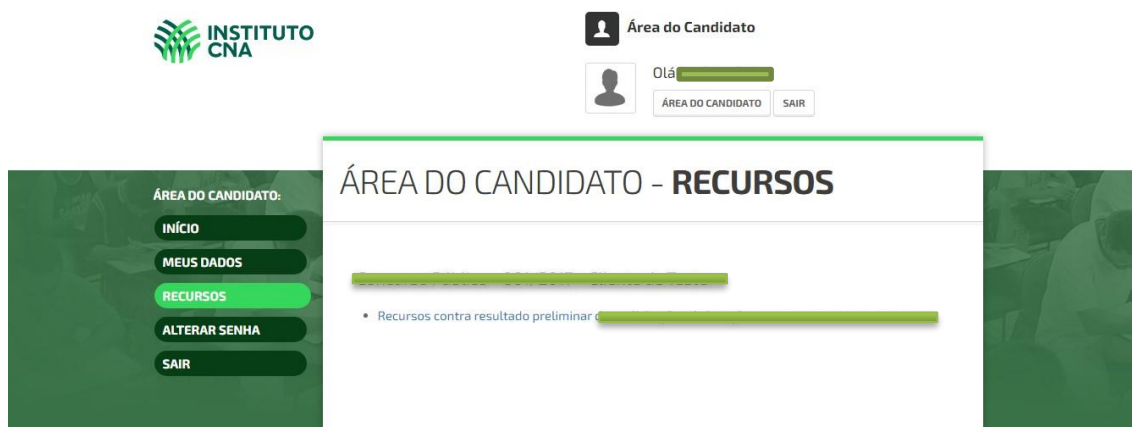 INSTITUTO
CNA
Área do Candidato
Olá
ÁREA DO CANDIDATO SAIR
ÁREA DO CANDIDATO - RECURSOS
ÁREA DO CANDIDATO:
INÍCIO
MEUS DADOS
RECURSOS
ALTERAR SENHA
SAIR
Recursos contra resultado preliminar